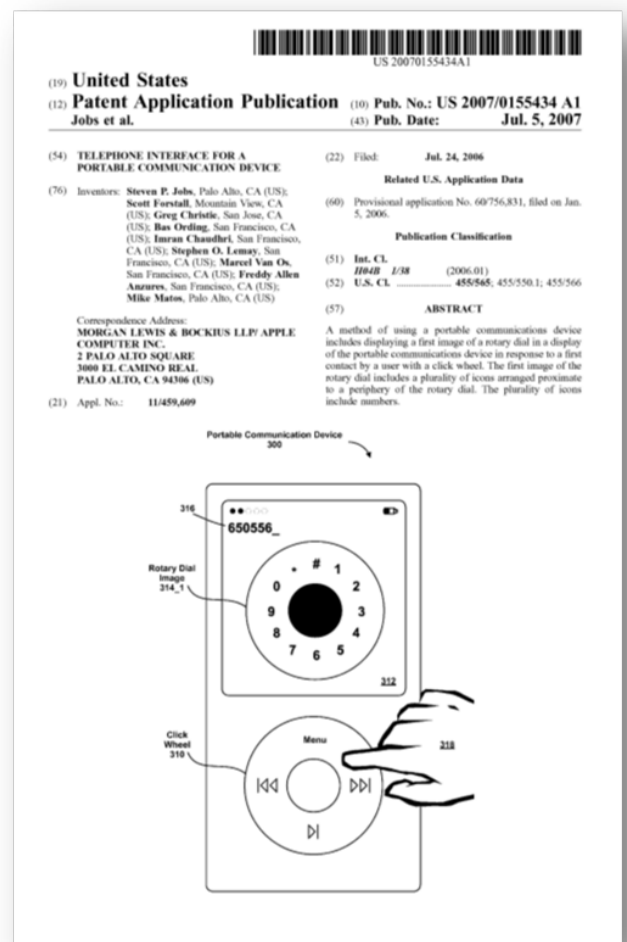 US 20070155434A1
(19) United States
(12) Patent Application Publication
Jobs et al.
(10) Pub. No.: US 2007/0155434 A1
(43) Pub. Date: Jul. 5, 2007
(54) TELEPHONE INTERFACE FOR A
PORTABLE COMMUNICATION DEVICE
(76) Inventors: Steven P. Jobs, Palo Alto, CA (US);
Scott Forstall, Mountain View, CA
(US); Greg Christie, San Jose, CA
(US); Bas Ording, San Francisco, CA
(US); Imran Chaudhri, San Francisco,
CA (US); Stephen O. Lemay, San
Francisco, CA (US); Marcel Van Os,
San Francisco, CA (US); Freddy Allen
Anzures, San Francisco, CA (US);
Mike Matos, Palo Alto, CA (US)
Correspondence Address:
MORGAN LEWIS & BOCKIUS LLP/ APPLE
COMPUTER INC.
2 PALO ALTO SQUARE
3000 EL CAMINO REAL
PALO ALTO, CA 94306 (US)
(21) Appl. No.: 11/459,609
(22) Filed: Jul. 24, 2006
Related U.S. Application Data
(60) Provisional application No. 60/756,831, filed on Jan.
5, 2006.
Publication Classification
(51) Int. Cl.
H04B 1/38 (2006.01)
(52) U.S. Cl. .................... 455/565; 455/550.1; 455/566
(57) ABSTRACT
A method of using a portable communications device
includes displaying a first image of a rotary dial in a display
of the portable communications device in response to a first
contact by a user with a click wheel. The first image of the
rotary dial includes a plurality of icons arranged proximate
to a periphery of the rotary dial. The plurality of icons
include numbers.
Portable Communication Device
300
316
650556_
Rotary Dial
Image
314_1
* # 1
0 2
9 3
8 4
7 6 5
312
Click
Wheel
310
Menu
318